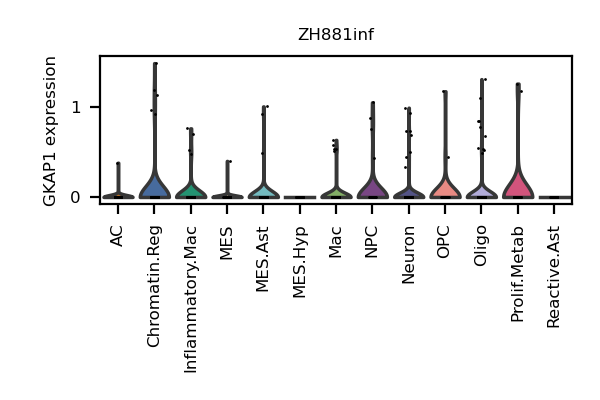 ZH881inf
GKAP1 expression
1
0
AC
Chromatin.Reg
Inflammatory.Mac
MES
MES.Ast
MES.Hyp
Mac
NPC
Neuron
OPC
Oligo
Prolif.Metab
Reactive.Ast